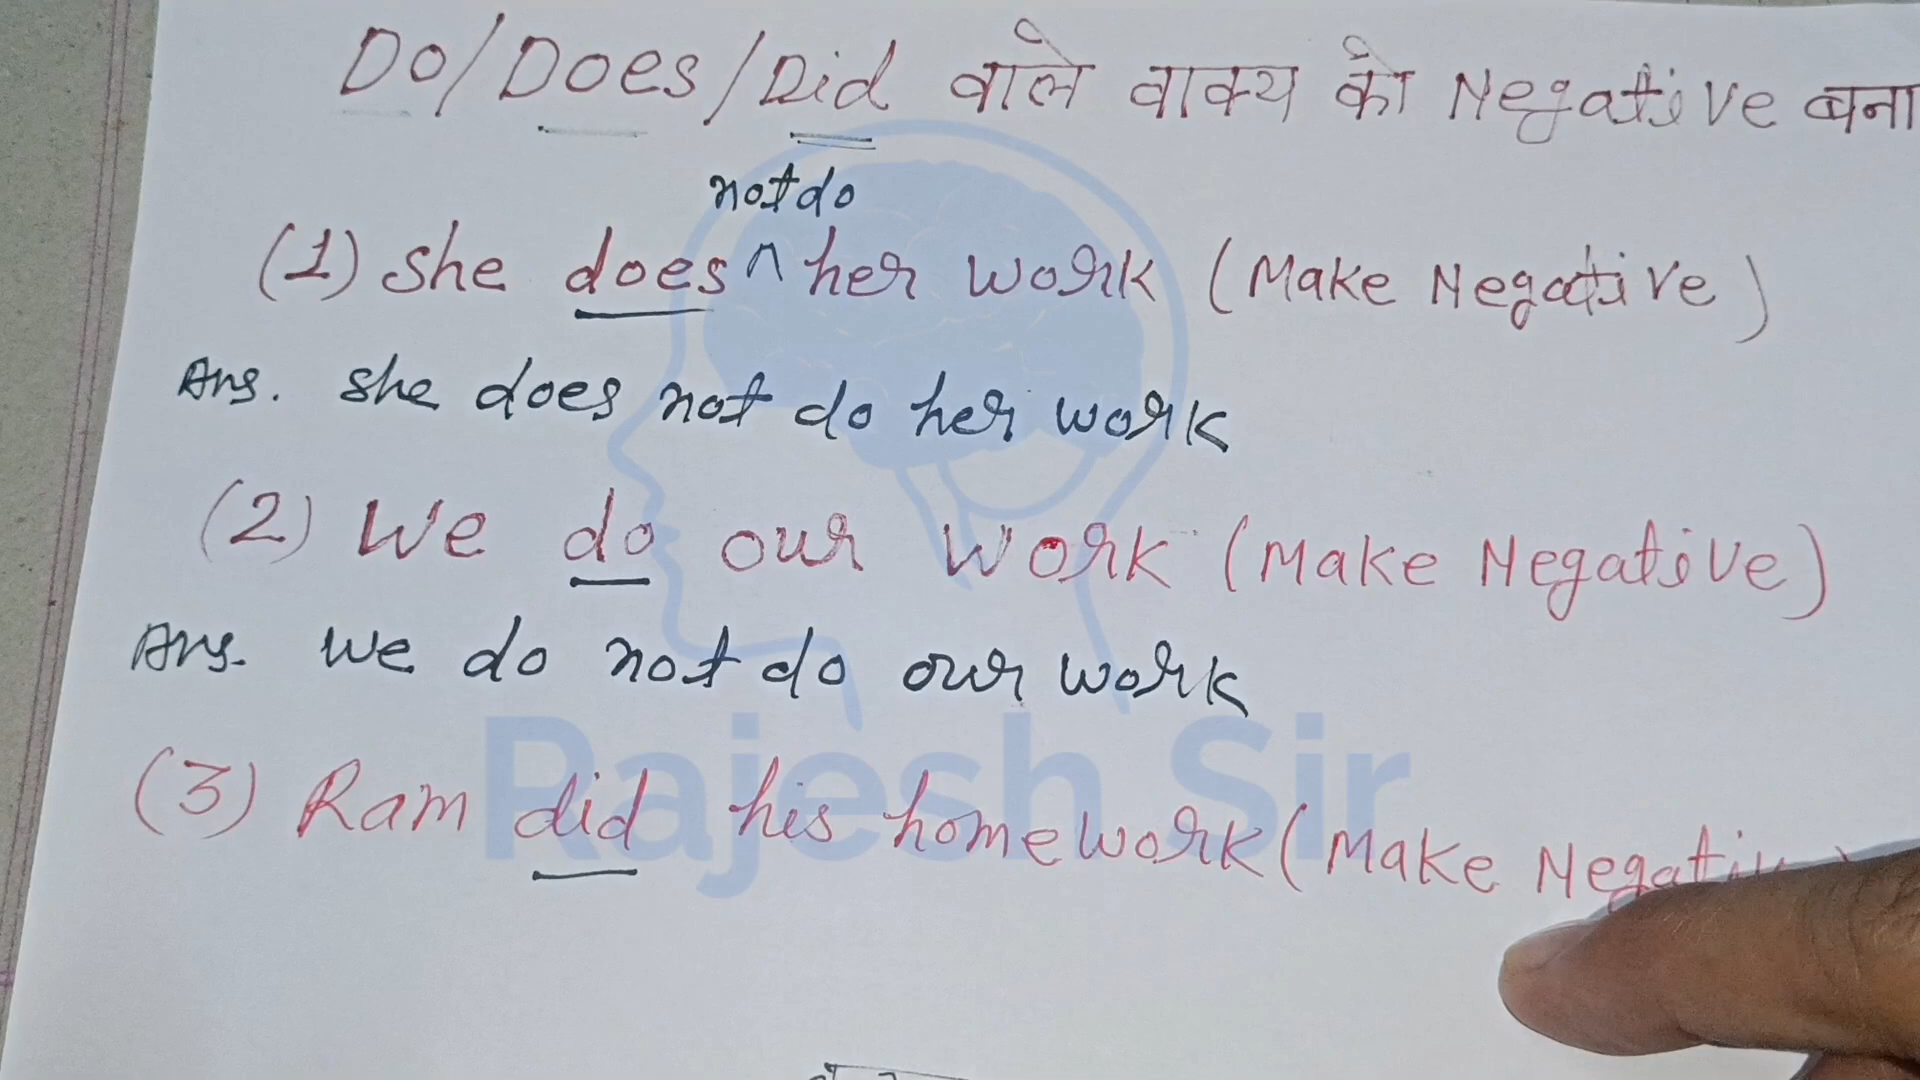 Do/Does/Did वाले वाक्य को Negative बना
not do
(1) She does ^ her work (Make Negative)
Ans. she does not do her work
(2) We do our work (Make Negative)
Ans. We do not do our work
Rajesh Sir
(3) Ram did his homework (Make Negative)